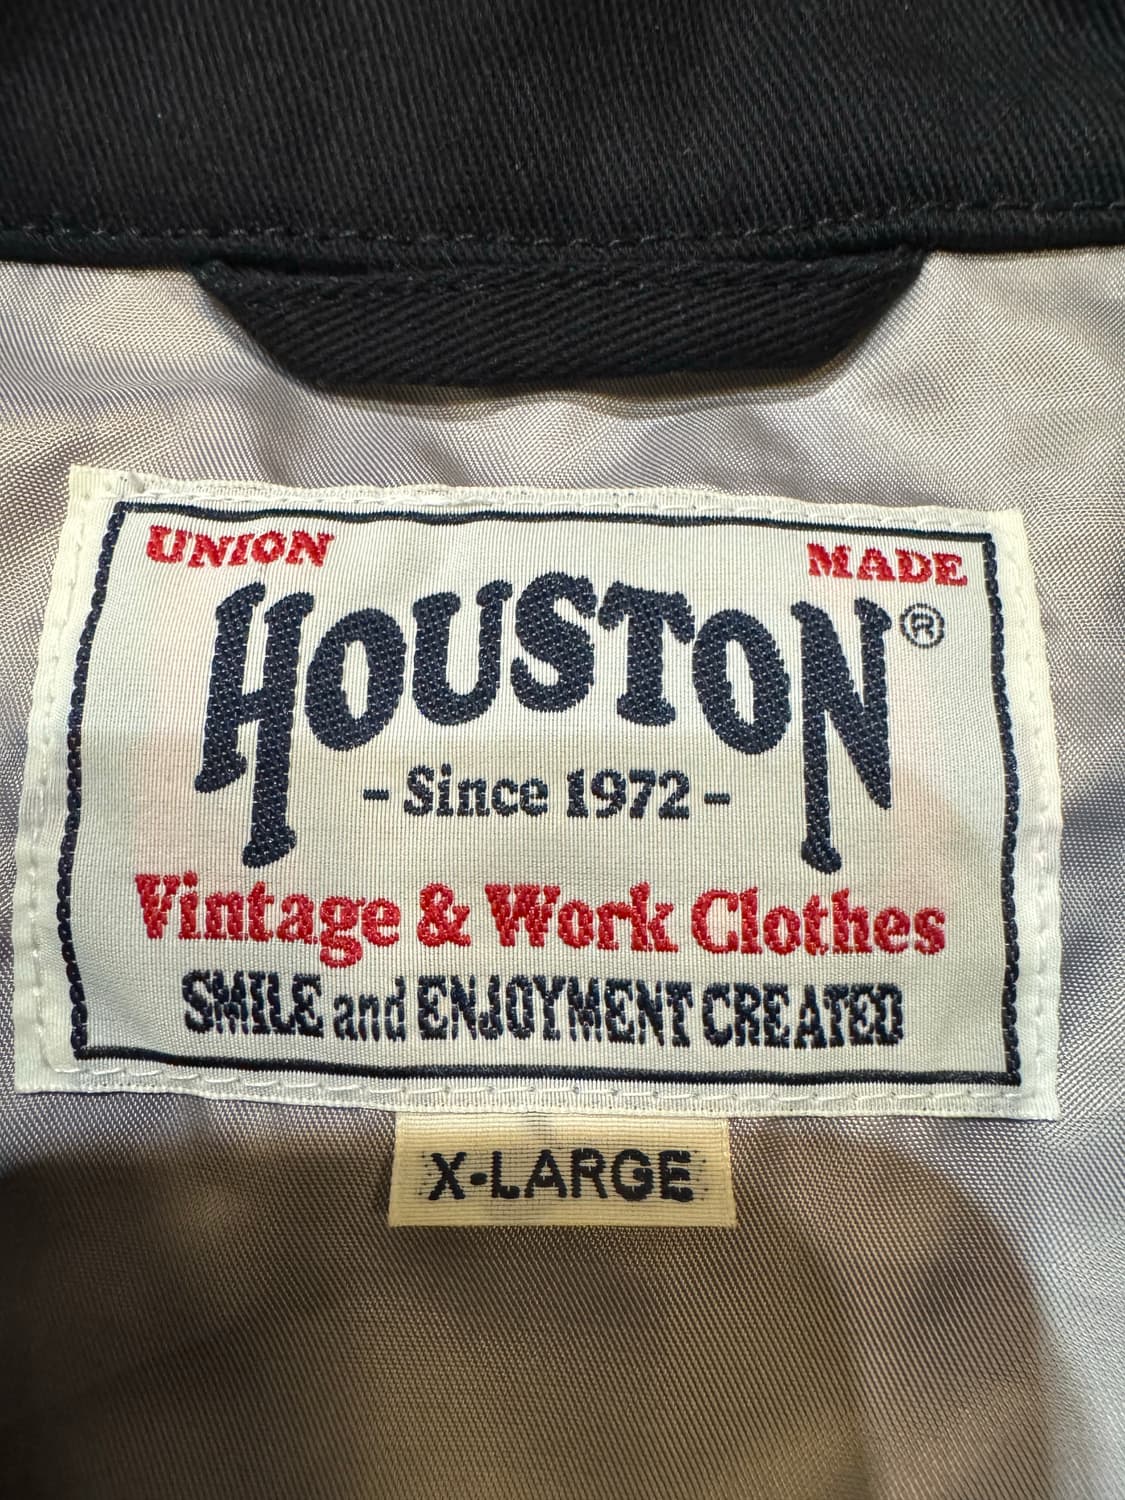 UNION MADE
HOUSTON®
- Since 1972 -
Vintage & Work Clothes
SMILE and ENJOYMENT CREATED
X-LARGE